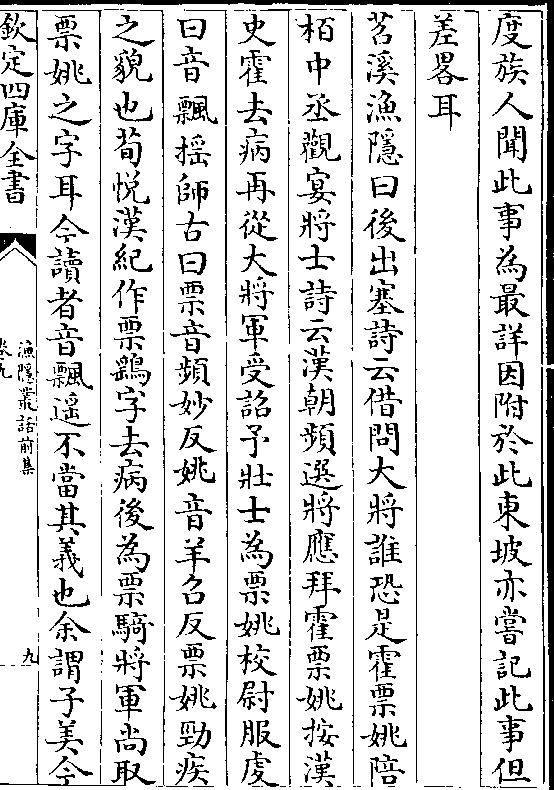 度族人聞此事為最詳因附於此東坡亦嘗記此事但
差畧耳
苕溪漁隱曰後出塞詩云借問大將誰恐是霍票姚陪
栢中丞觀宴將士詩云漢朝頻選將應拜霍票姚按漢
史霍去病再從大將軍受詔予壯士為票姚校尉服䖍
曰音飄揺師古曰票音頻妙反姚音羊召反票姚勁疾
之貌也荀悦漢紀作票鷂字去病後為票騎將軍尚取
票姚之字耳今讀者音飄遥不當其義也余謂子美今
欽定四庫全書
漁隱叢話前集
卷九
九